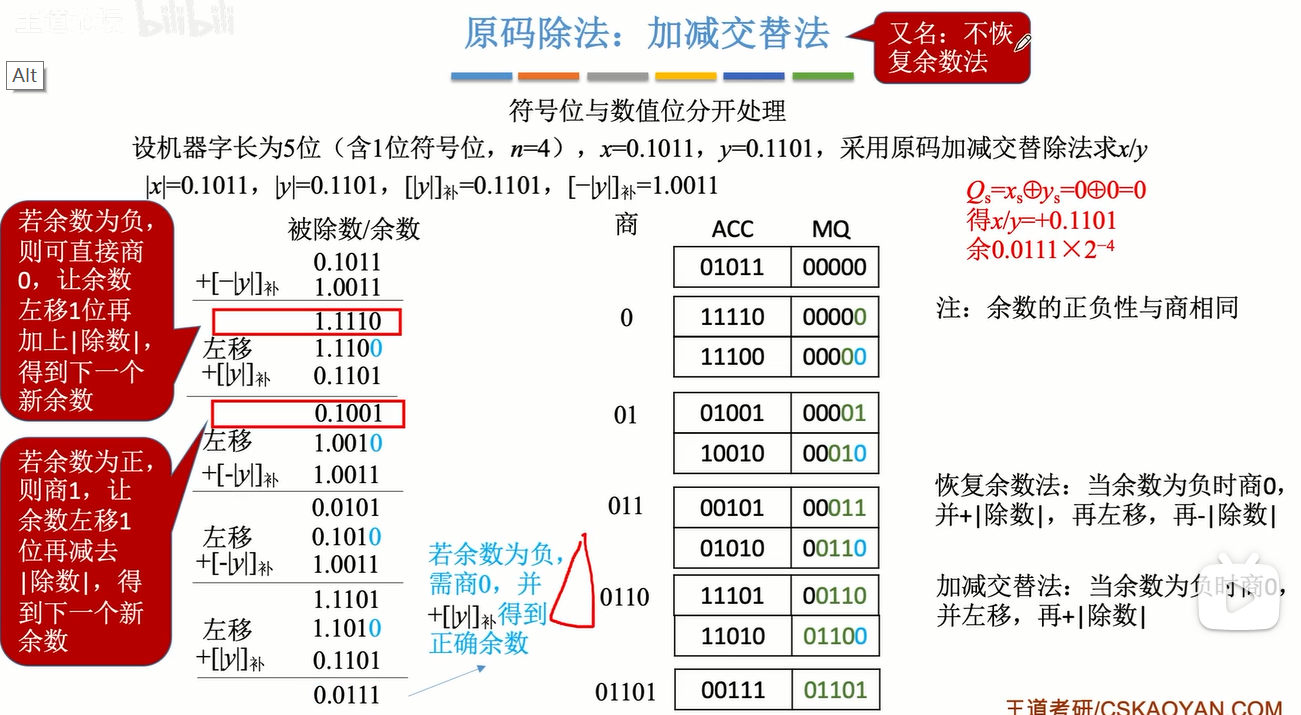 王道论坛 bilibili
Alt
原码除法：加减交替法
又名：不恢
复余数法
符号位与数值位分开处理
设机器字长为5位（含1位符号位，n=4），x=0.1011，y=0.1101，采用原码加减交替除法求x/y
|x|=0.1011，|y|=0.1101，[|y|]补=0.1101，[−|y|]补=1.0011
Qs=xs⊕ys=0⊕0=0
得x/y=+0.1101
余0.0111×2⁻⁴
若余数为负，
则可直接商
0，让余数
左移1位再
加上|除数|，
得到下一个
新余数
若余数为正，
则商1，让
余数左移1
位再减去
|除数|，得
到下一个新
余数
被除数/余数 商 ACC MQ
0.1011
+[−|y|]补 1.0011 01011 00000
1.1110 0 11110 00000
左移 1.1100 11100 00000
+[|y|]补 0.1101
0.1001 01 01001 00001
左移 1.0010 10010 00010
+[-|y|]补 1.0011
0.0101 011 00101 00011
左移 0.1010 01010 00110
+[-|y|]补 1.0011
1.1101 0110 11101 00110
左移 1.1010 11010 01100
+[|y|]补 0.1101
0.0111 01101 00111 01101
若余数为负，
需商0，并
+[|y|]补得到
正确余数
注：余数的正负性与商相同
恢复余数法：当余数为负时商0，
并+|除数|，再左移，再-|除数|
加减交替法：当余数为负时商0，
并左移，再+|除数|
王道考研/CSKAOYAN.COM